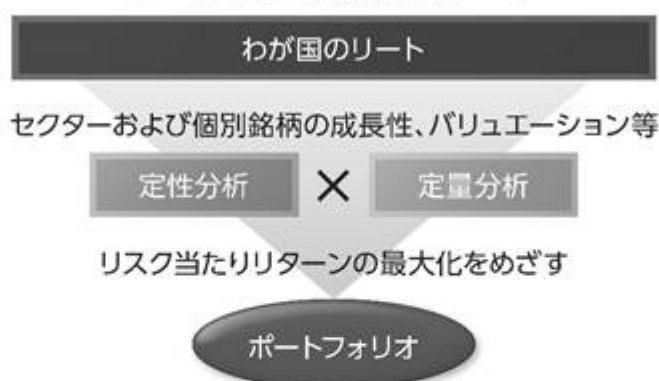 わが国のリート
セクターおよび個別銘柄の成長性、バリュエーション等
定性分析 × 定量分析
リスク当たりリターンの最大化をめざす
ポートフォリオ